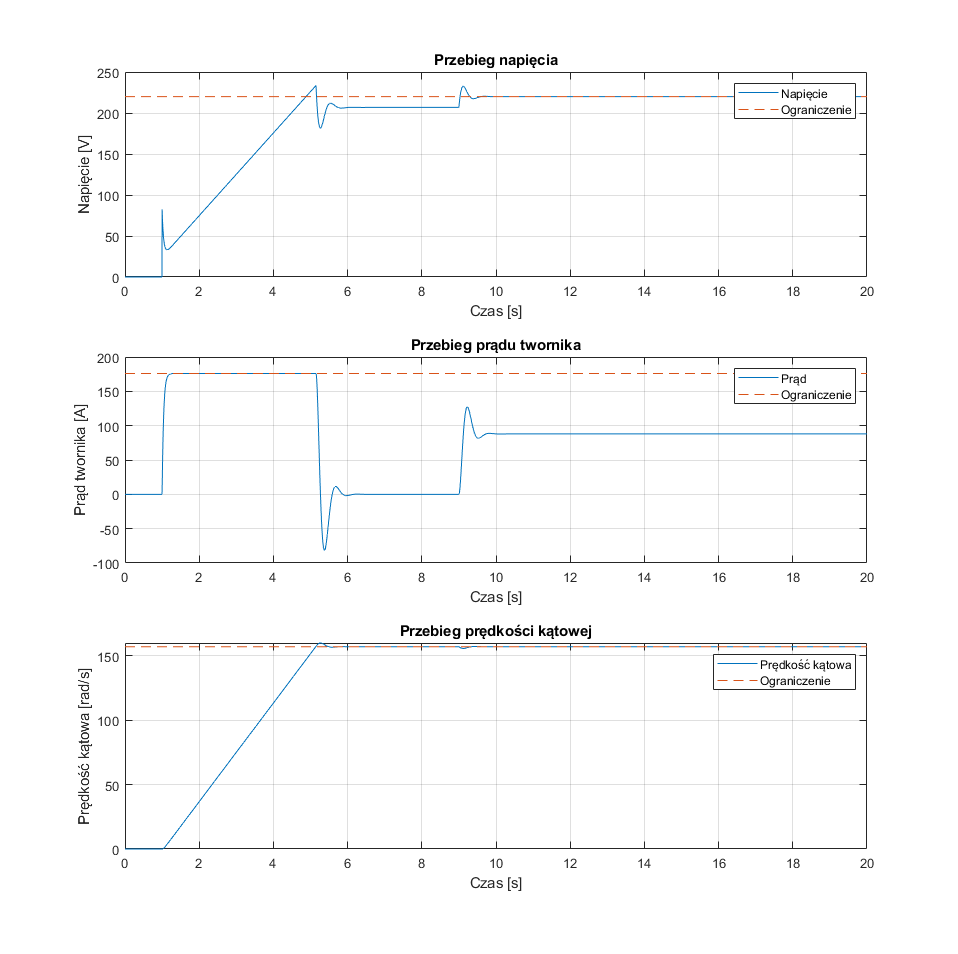 Przebieg napięcia
Napięcie [V]
250
200
150
100
50
0
Napięcie
Ograniczenie
0 2 4 6 8 10 12 14 16 18 20
Czas [s]
Przebieg prądu twornika
Prąd twornika [A]
200
150
100
50
0
-50
-100
Prąd
Ograniczenie
0 2 4 6 8 10 12 14 16 18 20
Czas [s]
Przebieg prędkości kątowej
Prędkość kątowa [rad/s]
150
100
50
0
Prędkość kątowa
Ograniczenie
0 2 4 6 8 10 12 14 16 18 20
Czas [s]